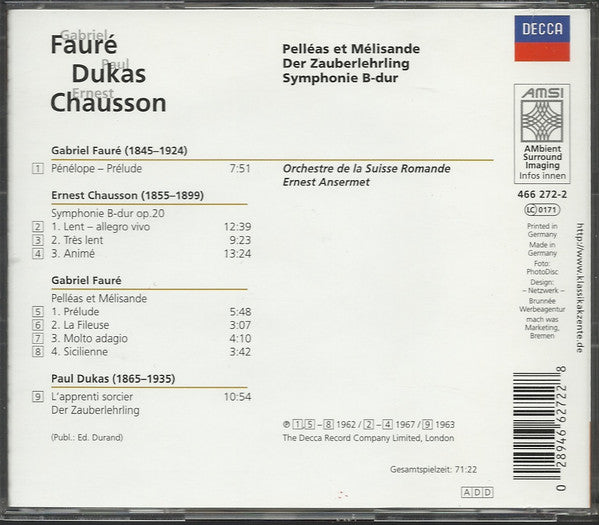 Gabriel
Fauré
Paul
Dukas
Ernest
Chausson
Pelléas et Mélisande
Der Zauberlehrling
Symphonie B-dur
DECCA
AMSI
AMbient
Surround
Imaging
Infos innen
466 272-2
LC 0171
Printed in
Germany
Made in
Germany
Foto:
PhotoDisc
Design:
– Netzwerk –
Brunnée
Werbeagentur
mach was
Marketing,
Bremen
http://www.klassikakzente.de
Gabriel Fauré (1845–1924)
1 Pénélope – Prélude 7:51
Orchestre de la Suisse Romande
Ernest Ansermet
Ernest Chausson (1855–1899)
Symphonie B-dur op.20
2 1. Lent – allegro vivo 12:39
3 2. Très lent 9:23
4 3. Animé 13:24
Gabriel Fauré
Pelléas et Mélisande
5 1. Prélude 5:48
6 2. La Fileuse 3:07
7 3. Molto adagio 4:10
8 4. Sicilienne 3:42
Paul Dukas (1865–1935)
9 L'apprenti sorcier 10:54
Der Zauberlehrling
(Publ.: Ed. Durand)
℗ 1, 5 – 8 1962 / 2 – 4 1967 / 9 1963
The Decca Record Company Limited, London
Gesamtspielzeit: 71:22
ADD
0 28946 62722 8